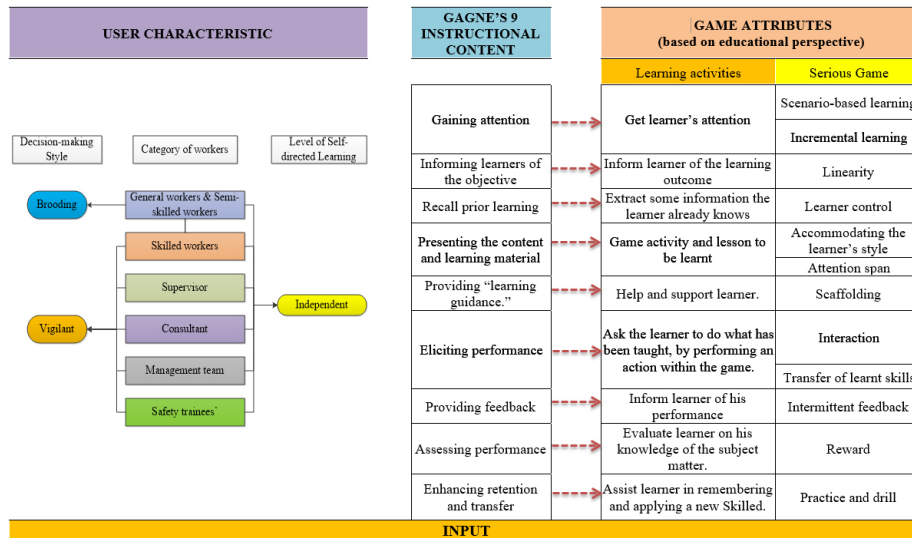 USER CHARACTERISTIC
GAGNE'S 9
INSTRUCTIONAL
CONTENT
GAME ATTRIBUTES
(based on educational perspective)
Learning activities
Serious Game
Decision-making
Style
Category of workers
Level of Self-
directed Learning
Brooding
General workers & Semi-
skilled workers
Skilled workers
Supervisor
Independent
Vigilant
Consultant
Management team
Safety trainees'
Gaining attention
Get learner's attention
Scenario-based learning
Incremental learning
Informing learners of
the objective
Inform learner of the learning
outcome
Linearity
Recall prior learning
Extract some information the
learner already knows
Learner control
Presenting the content
and learning material
Game activity and lesson to
be learnt
Accommodating the
learner's style
Attention span
Providing "learning
guidance."
Help and support learner.
Scaffolding
Eliciting performance
Ask the learner to do what has
been taught, by performing an
action within the game.
Interaction
Transfer of learnt skills
Providing feedback
Inform learner of his
performance
Intermittent feedback
Assessing performance
Evaluate learner on his
knowledge of the subject
matter.
Reward
Enhancing retention
and transfer
Assist learner in remembering
and applying a new Skilled.
Practice and drill
INPUT